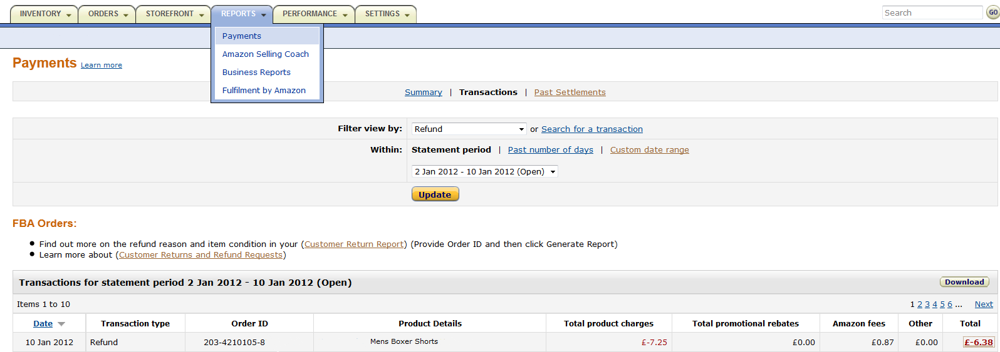 INVENTORY ORDERS STOREFRONT REPORTS PERFORMANCE SETTINGS Search GO
Payments
Amazon Selling Coach
Business Reports
Fulfilment by Amazon
Payments Learn more
Summary | Transactions | Past Settlements
Filter view by: Refund or Search for a transaction
Within: Statement period | Past number of days | Custom date range
2 Jan 2012 - 10 Jan 2012 (Open)
Update
FBA Orders:
• Find out more on the refund reason and item condition in your (Customer Return Report) (Provide Order ID and then click Generate Report)
• Learn more about (Customer Returns and Refund Requests)
Transactions for statement period 2 Jan 2012 - 10 Jan 2012 (Open) Download
Items 1 to 10 1 2 3 4 5 6 ... Next
Date Transaction type Order ID Product Details Total product charges Total promotional rebates Amazon fees Other Total
10 Jan 2012 Refund 203-4210105-8 Mens Boxer Shorts £-7.25 £0.00 £0.87 £0.00 £-6.38